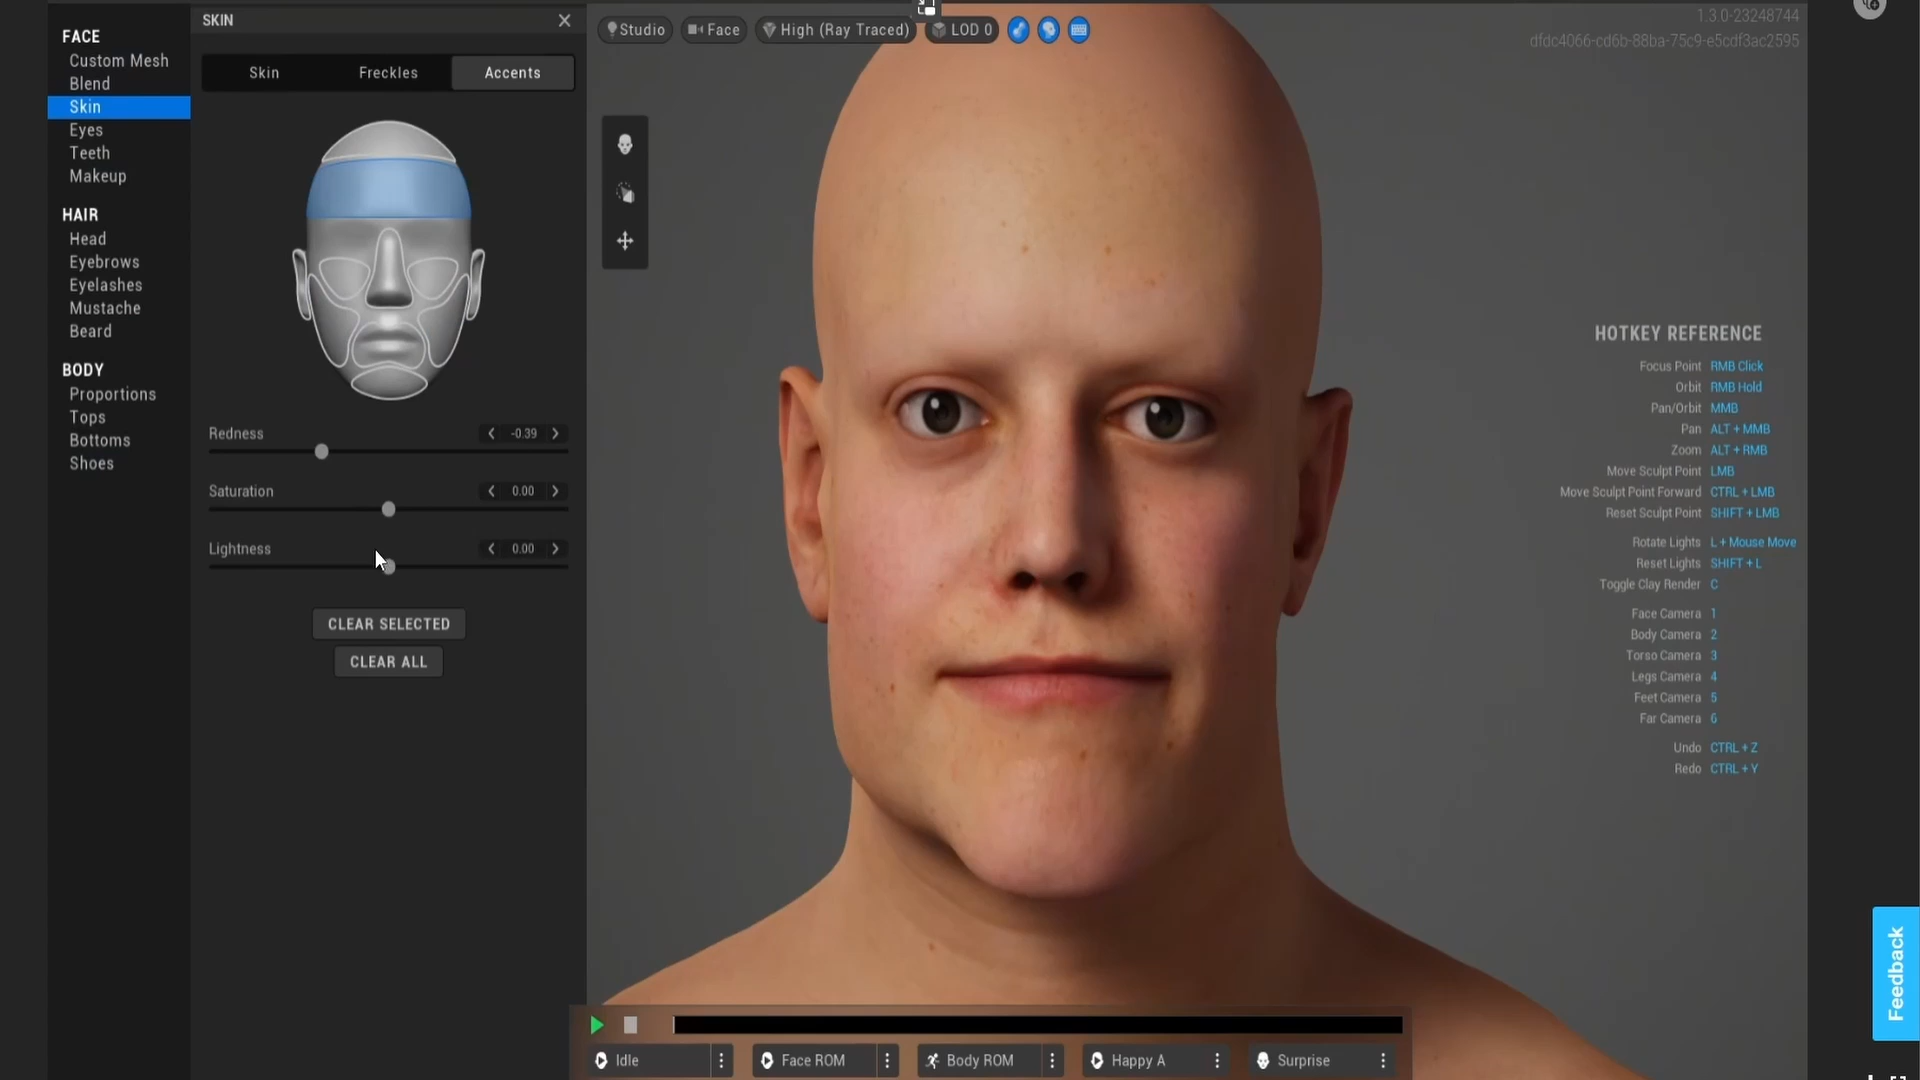 FACE
Custom Mesh
Blend
Skin
Eyes
Teeth
Makeup
HAIR
Head
Eyebrows
Eyelashes
Mustache
Beard
BODY
Proportions
Tops
Bottoms
Shoes
SKIN
Skin Freckles Accents
Redness -0.39
Saturation 0.00
Lightness 0.00
CLEAR SELECTED
CLEAR ALL
Studio Face High (Ray Traced) LOD 0
1.3.0-23248744
dfdc4066-cd6b-88ba-75c9-e5cdf3ac2595
HOTKEY REFERENCE
Focus Point RMB Click
Orbit RMB Hold
Pan/Orbit MMB
Pan ALT + MMB
Zoom ALT + RMB
Move Sculpt Point LMB
Move Sculpt Point Forward CTRL + LMB
Reset Sculpt Point SHIFT + LMB
Rotate Lights L + Mouse Move
Reset Lights SHIFT + L
Toggle Clay Render C
Face Camera 1
Body Camera 2
Torso Camera 3
Legs Camera 4
Feet Camera 5
Far Camera 6
Undo CTRL + Z
Redo CTRL + Y
Feedback
Idle Face ROM Body ROM Happy A Surprise